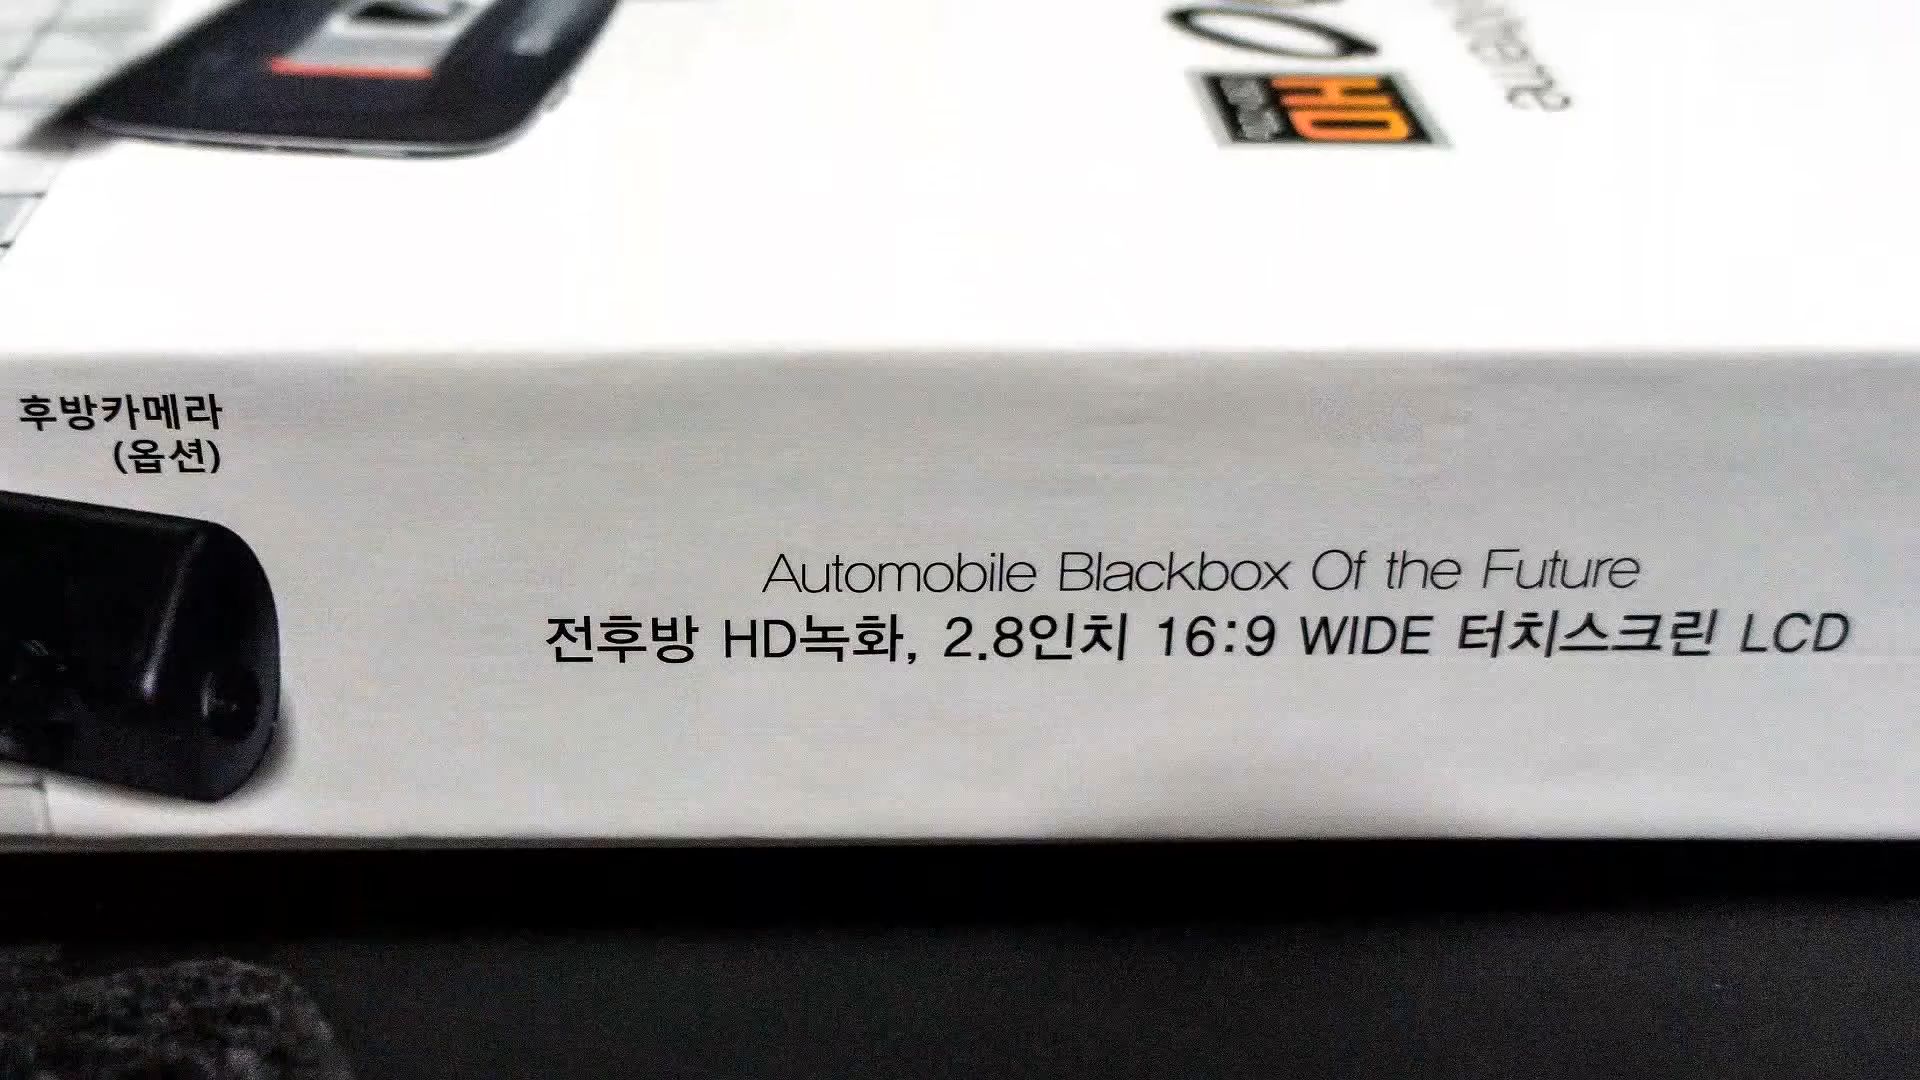 HD
후방카메라
(옵션)
Automobile Blackbox Of the Future
전후방 HD녹화, 2.8인치 16:9 WIDE 터치스크린 LCD